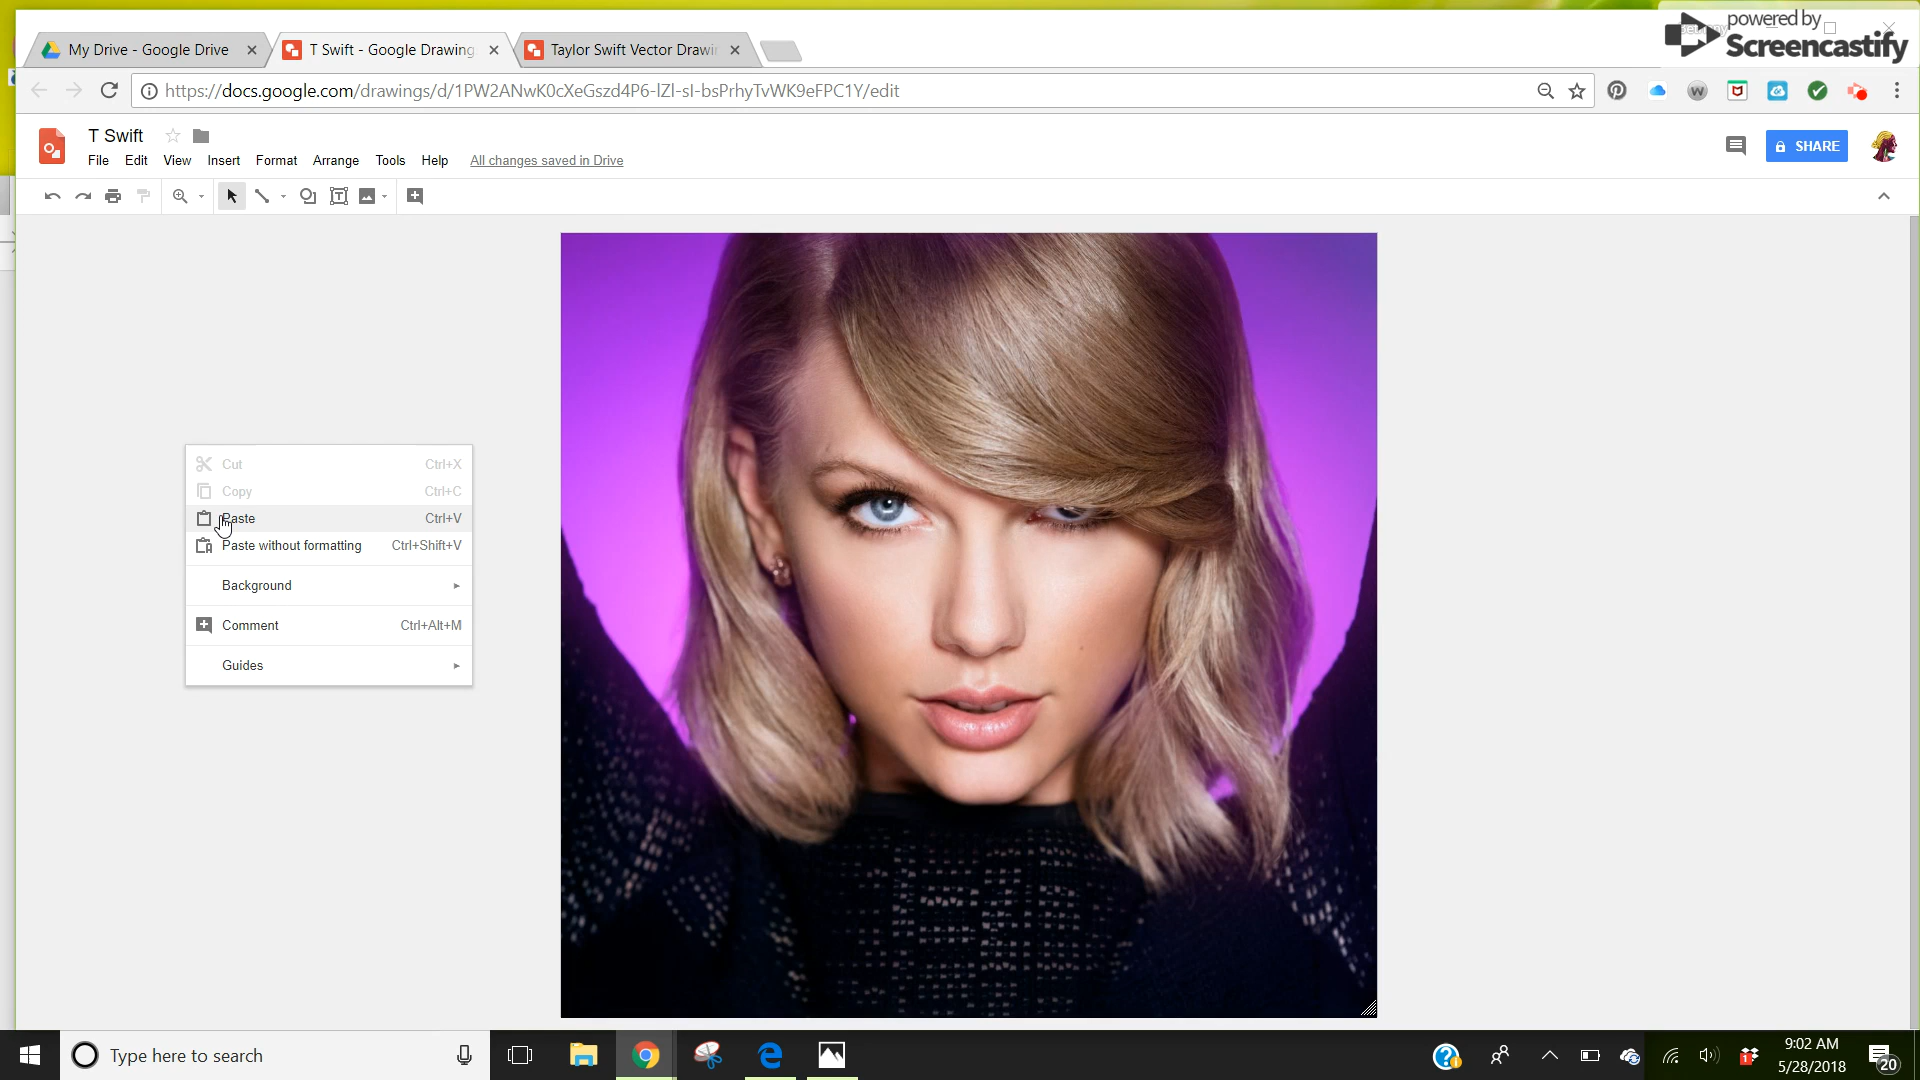 powered by
Screencastify
My Drive - Google Drive
T Swift - Google Drawing
Taylor Swift Vector Drawin
https://docs.google.com/drawings/d/1PW2ANwK0cXeGszd4P6-lZl-sI-bsPrhyTvWK9eFPC1Y/edit
T Swift
File Edit View Insert Format Arrange Tools Help All changes saved in Drive
SHARE
Cut Ctrl+X
Copy Ctrl+C
Paste Ctrl+V
Paste without formatting Ctrl+Shift+V
Background
Comment Ctrl+Alt+M
Guides
Type here to search
9:02 AM
5/28/2018
20